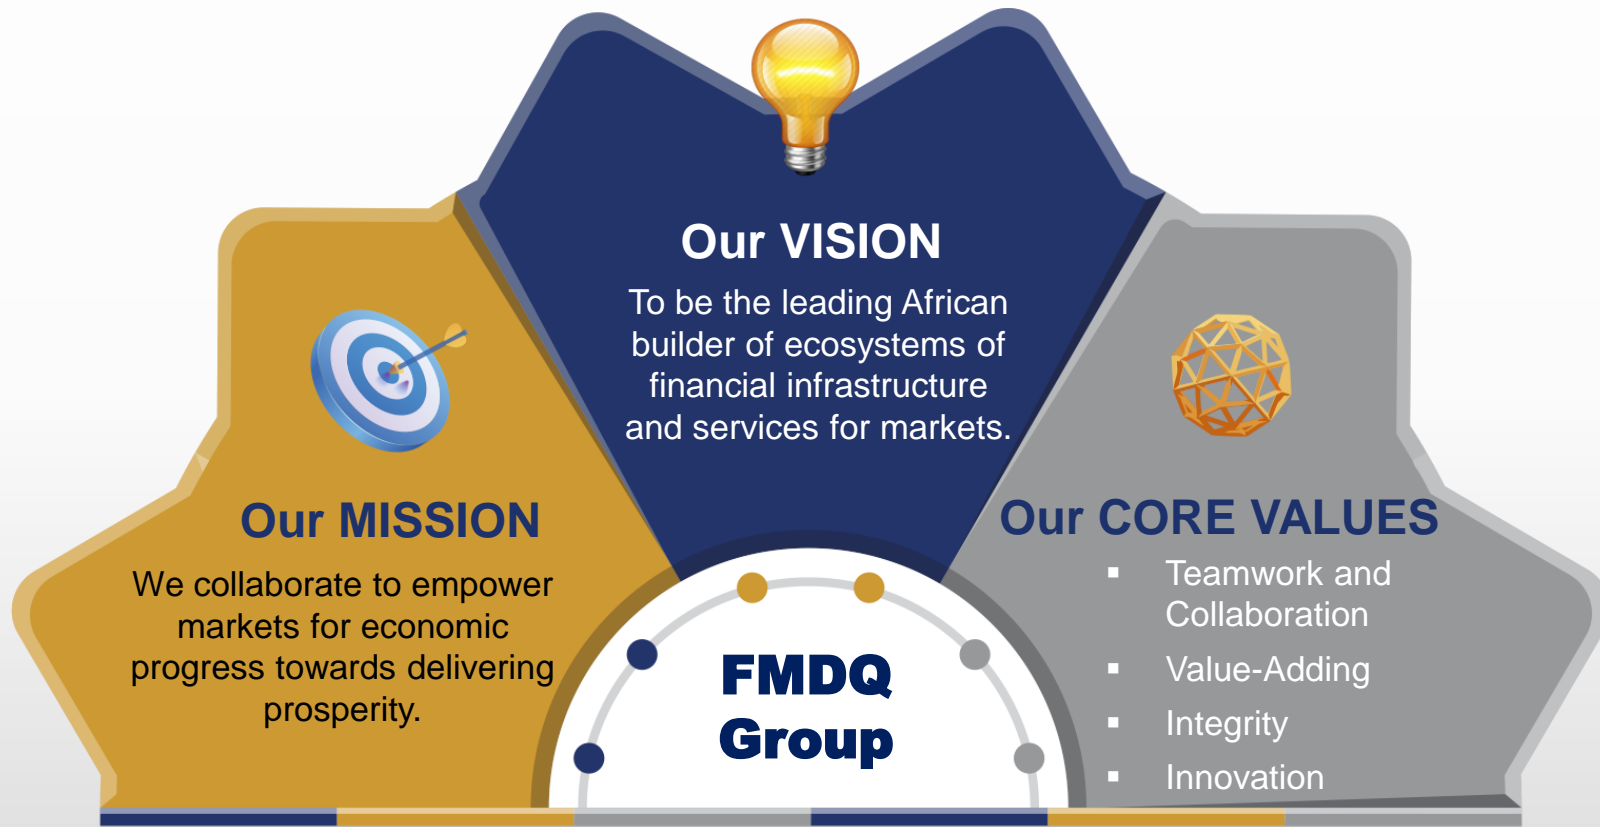 Our VISION
To be the leading African
builder of ecosystems of
financial infrastructure
and services for markets.
Our MISSION
We collaborate to empower
markets for economic
progress towards delivering
prosperity.
Our CORE VALUES
▪ Teamwork and
Collaboration
▪ Value-Adding
▪ Integrity
▪ Innovation
FMDQ
Group